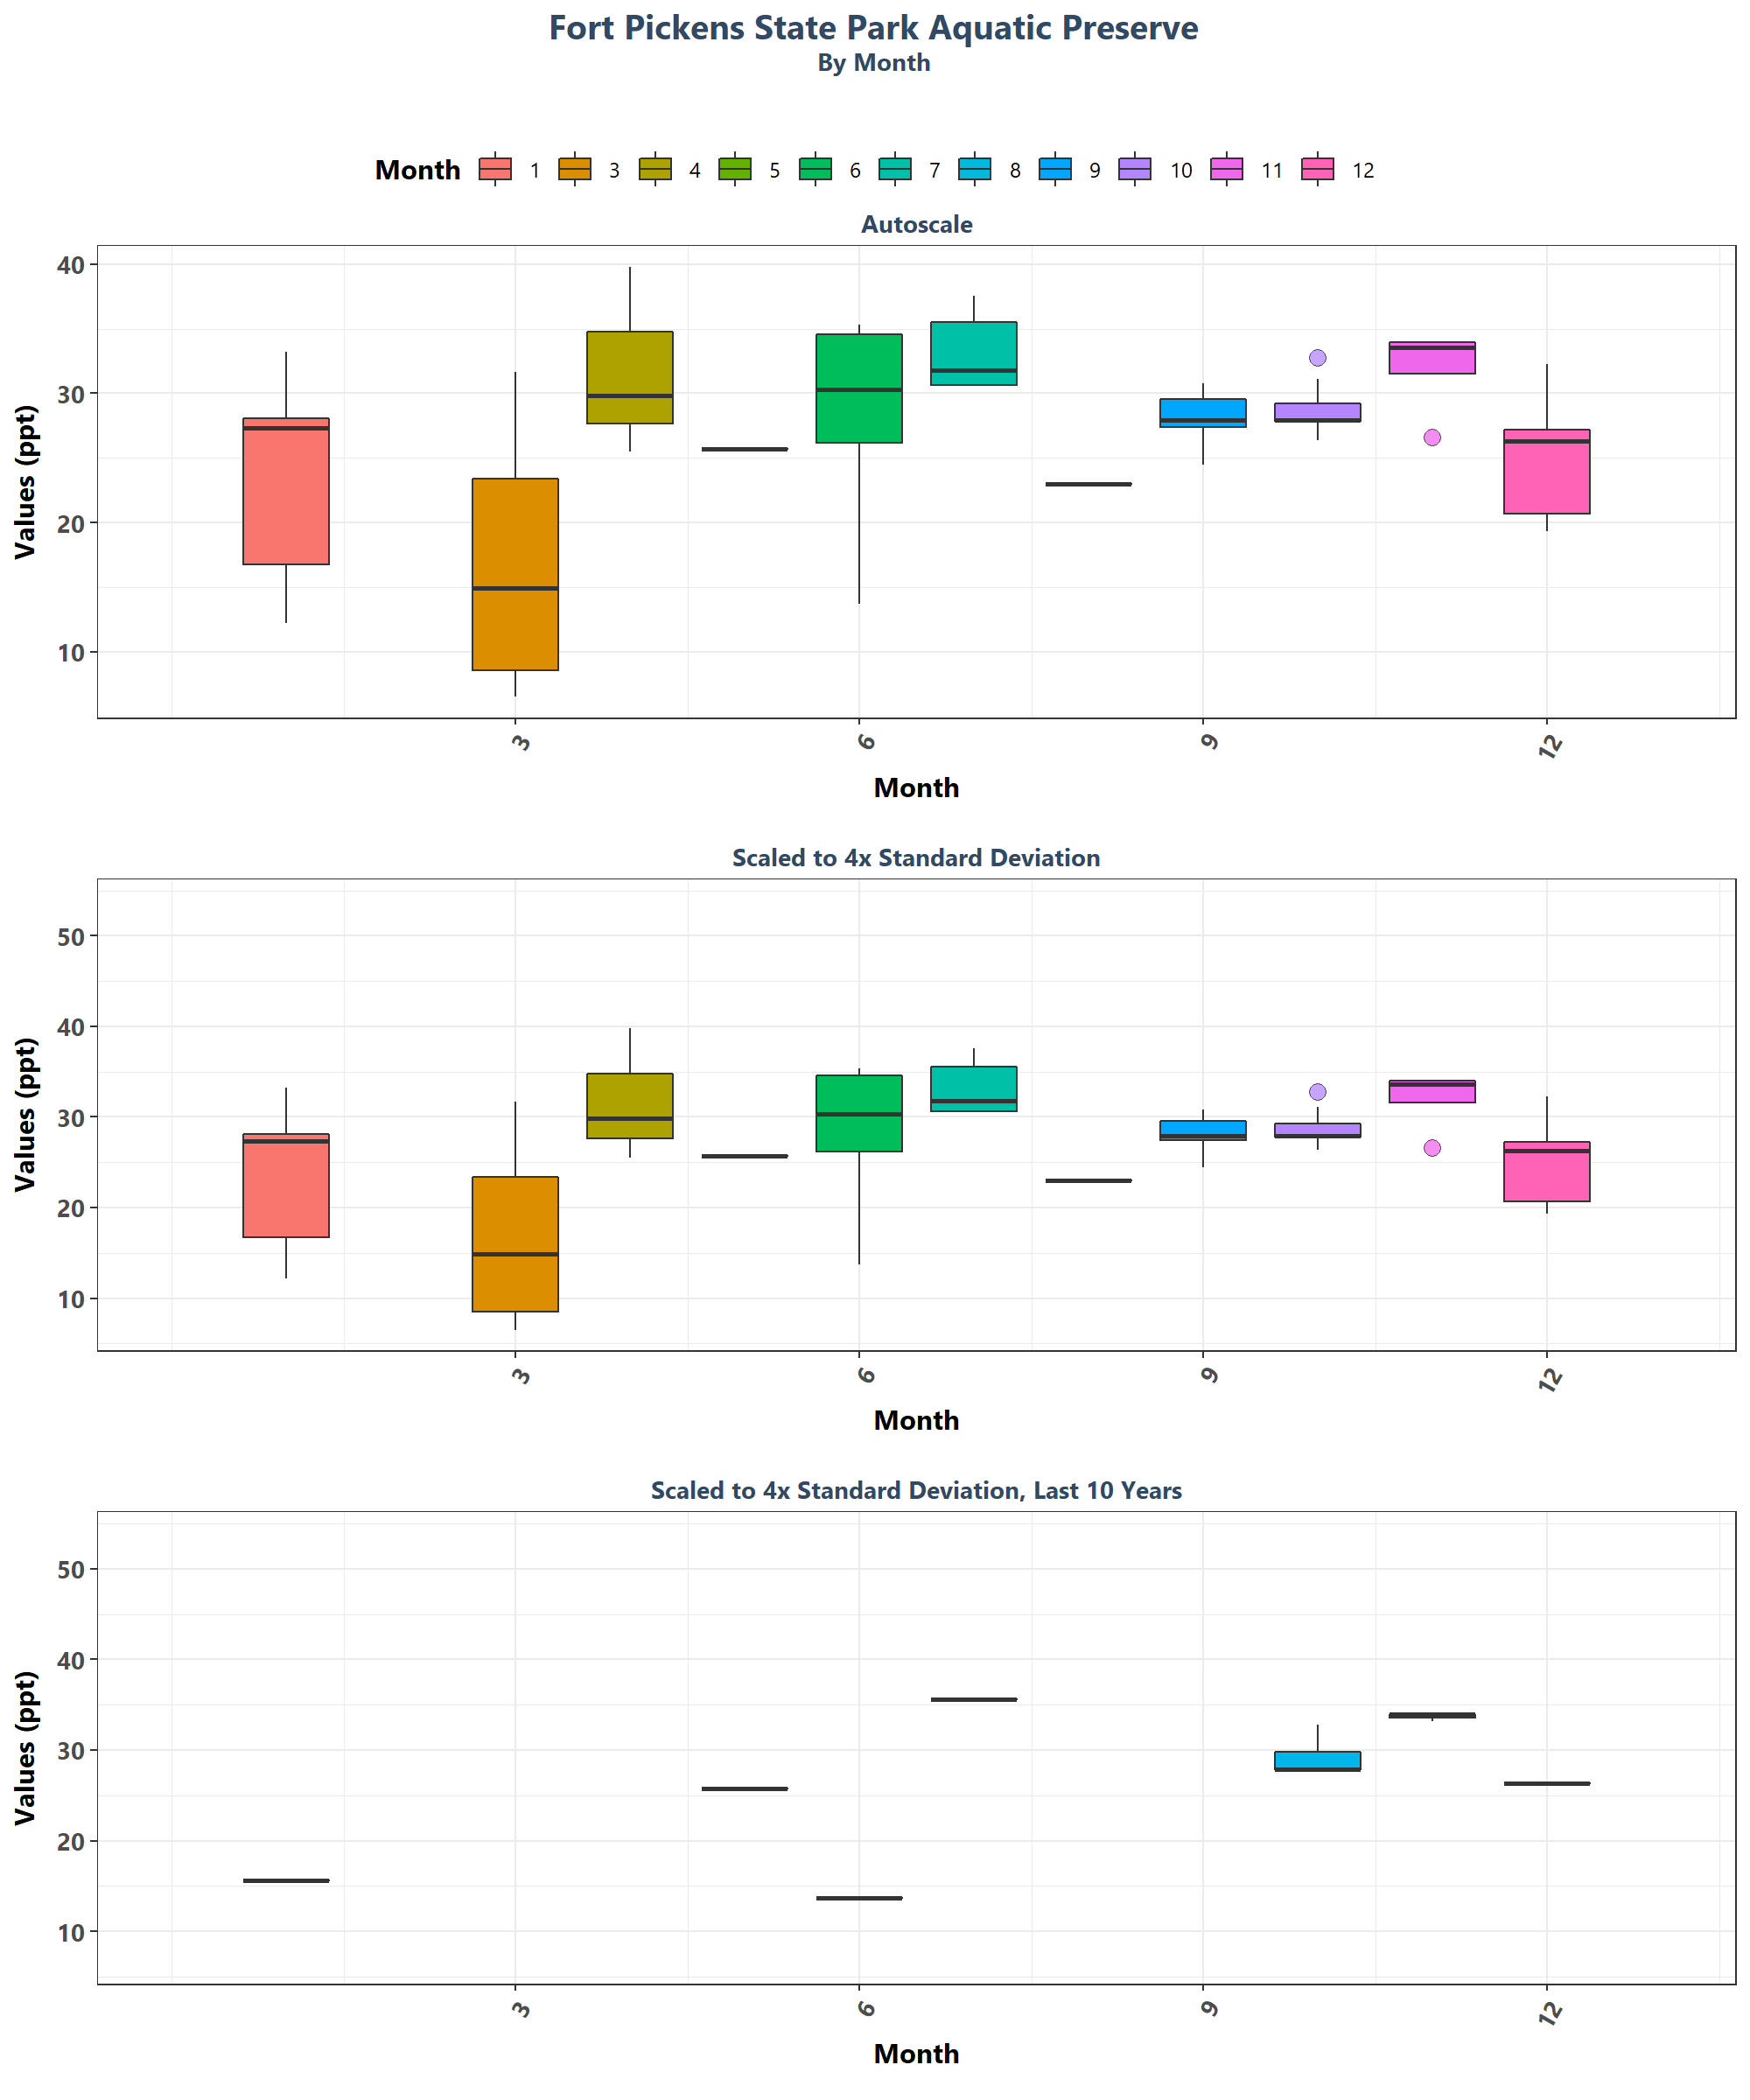 Fort Pickens State Park Aquatic Preserve
By Month
Month 1 3 4 5 6 7 8 9 10 11 12
Autoscale
Values (ppt)
40
30
20
10
3 6 9 12
Month
Scaled to 4x Standard Deviation
Values (ppt)
50
40
30
20
10
3 6 9 12
Month
Scaled to 4x Standard Deviation, Last 10 Years
Values (ppt)
50
40
30
20
10
3 6 9 12
Month